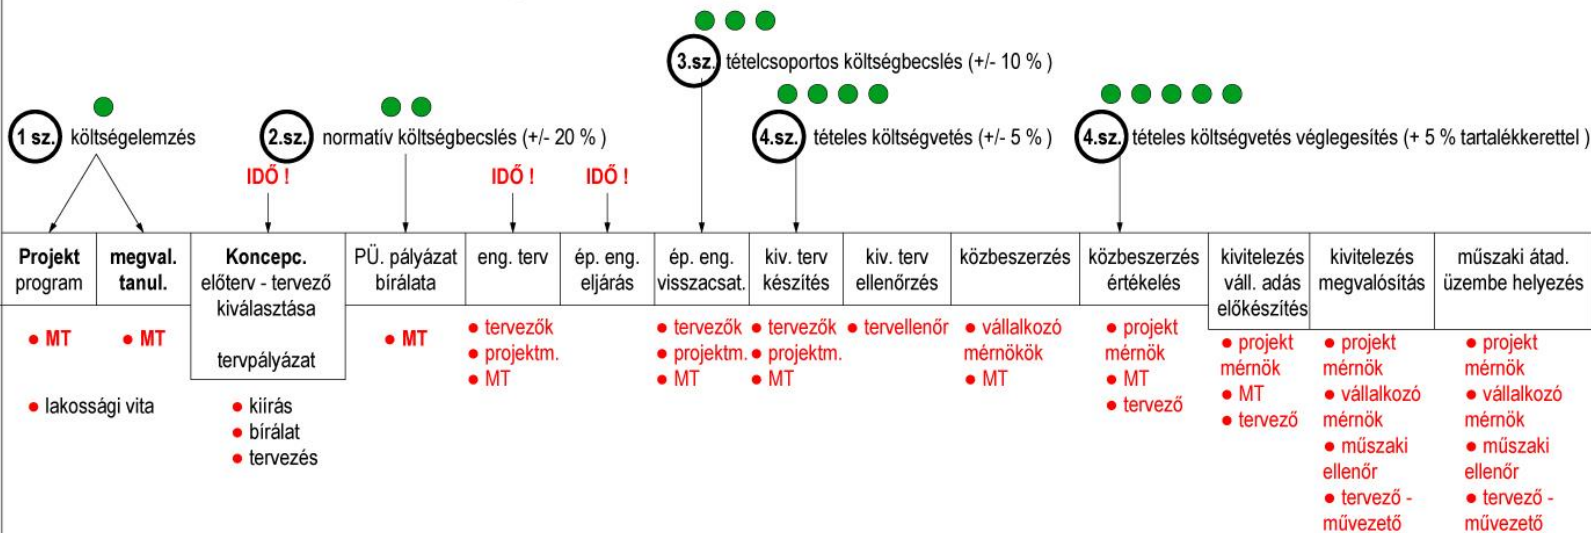 3.sz. tételcsoportos költségbecslés (+/- 10 % )
1 sz. költségelemzés
2.sz. normatív költségbecslés (+/- 20 % )
4.sz. tételes költségvetés (+/- 5 % )
4.sz. tételes költségvetés véglegesítés (+ 5 % tartalékkerettel )
IDŐ !
IDŐ !
IDŐ !
Projekt
program
megval.
tanul.
Koncepc.
előterv - tervező
kiválasztása
tervpályázat
PÜ. pályázat
bírálata
eng. terv
ép. eng.
eljárás
ép. eng.
visszacsat.
kiv. terv
készítés
kiv. terv
ellenőrzés
közbeszerzés
közbeszerzés
értékelés
kivitelezés
váll. adás
előkészítés
kivitelezés
megvalósítás
műszaki átad.
üzembe helyezés
● MT
● lakossági vita
● MT
● kiírás
● bírálat
● tervezés
● MT
● tervezők
● projektm.
● MT
● tervezők
● projektm.
● MT
● tervezők
● projektm.
● MT
● tervellenőr
● vállalkozó
mérnökök
● MT
● projekt
mérnök
● MT
● tervező
● projekt
mérnök
● MT
● tervező
● projekt
mérnök
● vállalkozó
mérnök
● műszaki
ellenőr
● tervező -
művezető
● projekt
mérnök
● vállalkozó
mérnök
● műszaki
ellenőr
● tervező -
művezető